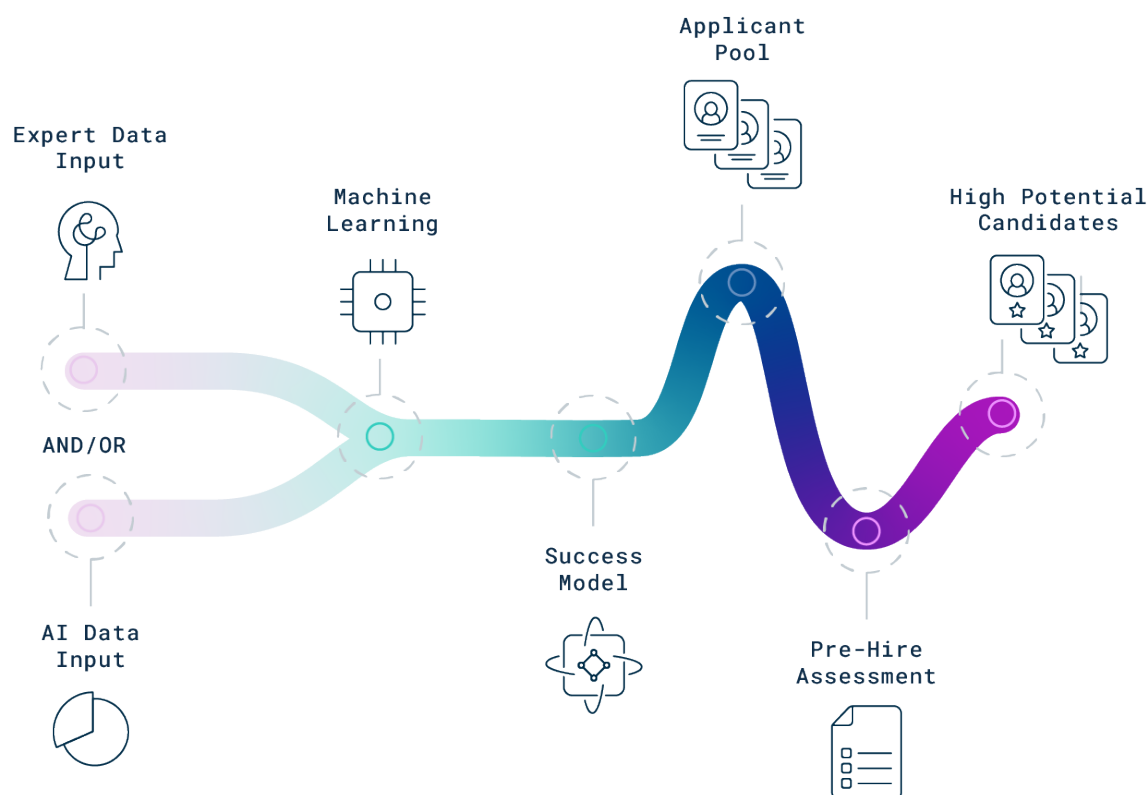 Expert Data
Input
AND/OR
AI Data
Input
Machine
Learning
Success
Model
Applicant
Pool
Pre-Hire
Assessment
High Potential
Candidates